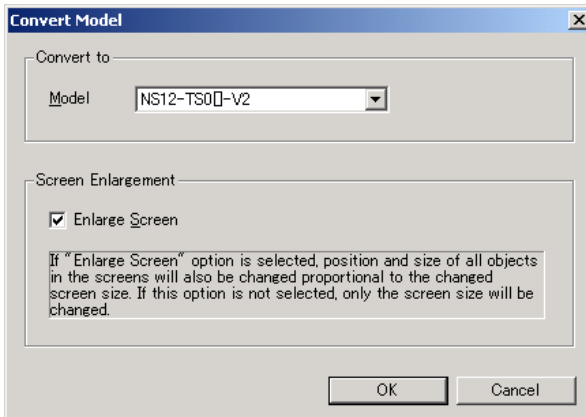 Convert Model
Convert to
Model
NS12-TS0[]-V2
Screen Enlargement
Enlarge Screen
If "Enlarge Screen" option is selected, position and size of all objects
in the screens will also be changed proportional to the changed
screen size. If this option is not selected, only the screen size will be
changed.
OK
Cancel